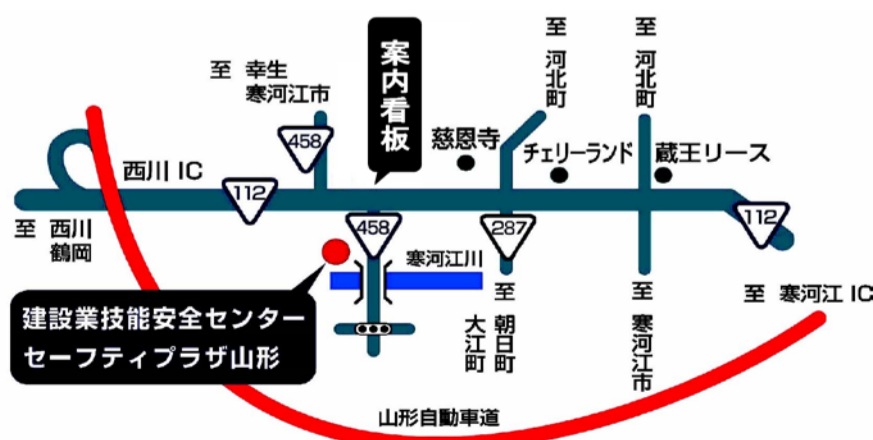 案内看板
至 幸生
寒河江市
至 河北町
至 河北町
458
慈恩寺
チェリーランド
蔵王リース
西川 IC
112
至 西川
鶴岡
458
287
112
寒河江川
至 寒河江 IC
建設業技能安全センター
セーフティプラザ山形
至 朝日町
大江町
至 寒河江市
山形自動車道